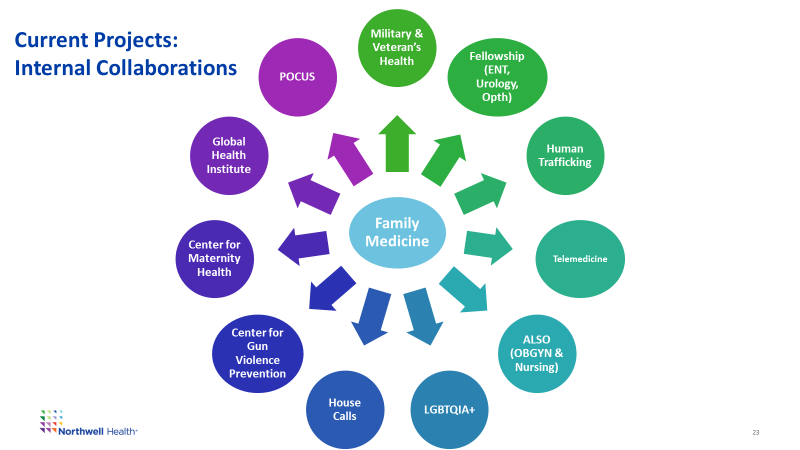 Current Projects:
Internal Collaborations
Military &
Veteran's
Health
Fellowship
(ENT,
Urology,
Opth)
Human
Trafficking
Telemedicine
ALSO
(OBGYN &
Nursing)
LGBTQIA+
House
Calls
Center for
Gun
Violence
Prevention
Center for
Maternity
Health
Global
Health
Institute
POCUS
Family
Medicine
Northwell Health
23